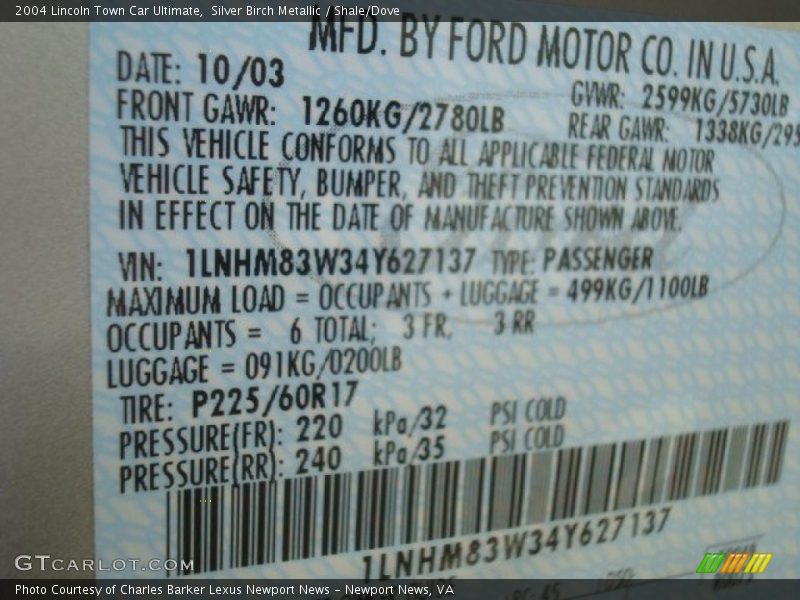 2004 Lincoln Town Car Ultimate, Silver Birch Metallic / Shale/Dove
MFD. BY FORD MOTOR CO. IN U.S.A.
DATE: 10/03 GVWR: 2599KG/5730LB
FRONT GAWR: 1260KG/2780LB REAR GAWR: 1338KG/295
THIS VEHICLE CONFORMS TO ALL APPLICABLE FEDERAL MOTOR
VEHICLE SAFETY, BUMPER, AND THEFT PREVENTION STANDARDS
IN EFFECT ON THE DATE OF MANUFACTURE SHOWN ABOVE.
VIN: 1LNHM83W34Y627137 TYPE: PASSENGER
MAXIMUM LOAD = OCCUPANTS + LUGGAGE = 499KG/1100LB
OCCUPANTS = 6 TOTAL; 3 FR, 3 RR
LUGGAGE = 091KG/0200LB
TIRE: P225/60R17
PRESSURE(FR): 220 kPa/32 PSI COLD
PRESSURE(RR): 240 kPa/35 PSI COLD
1LNHM83W34Y627137
GTCARLOT.COM
Photo Courtesy of Charles Barker Lexus Newport News - Newport News, VA